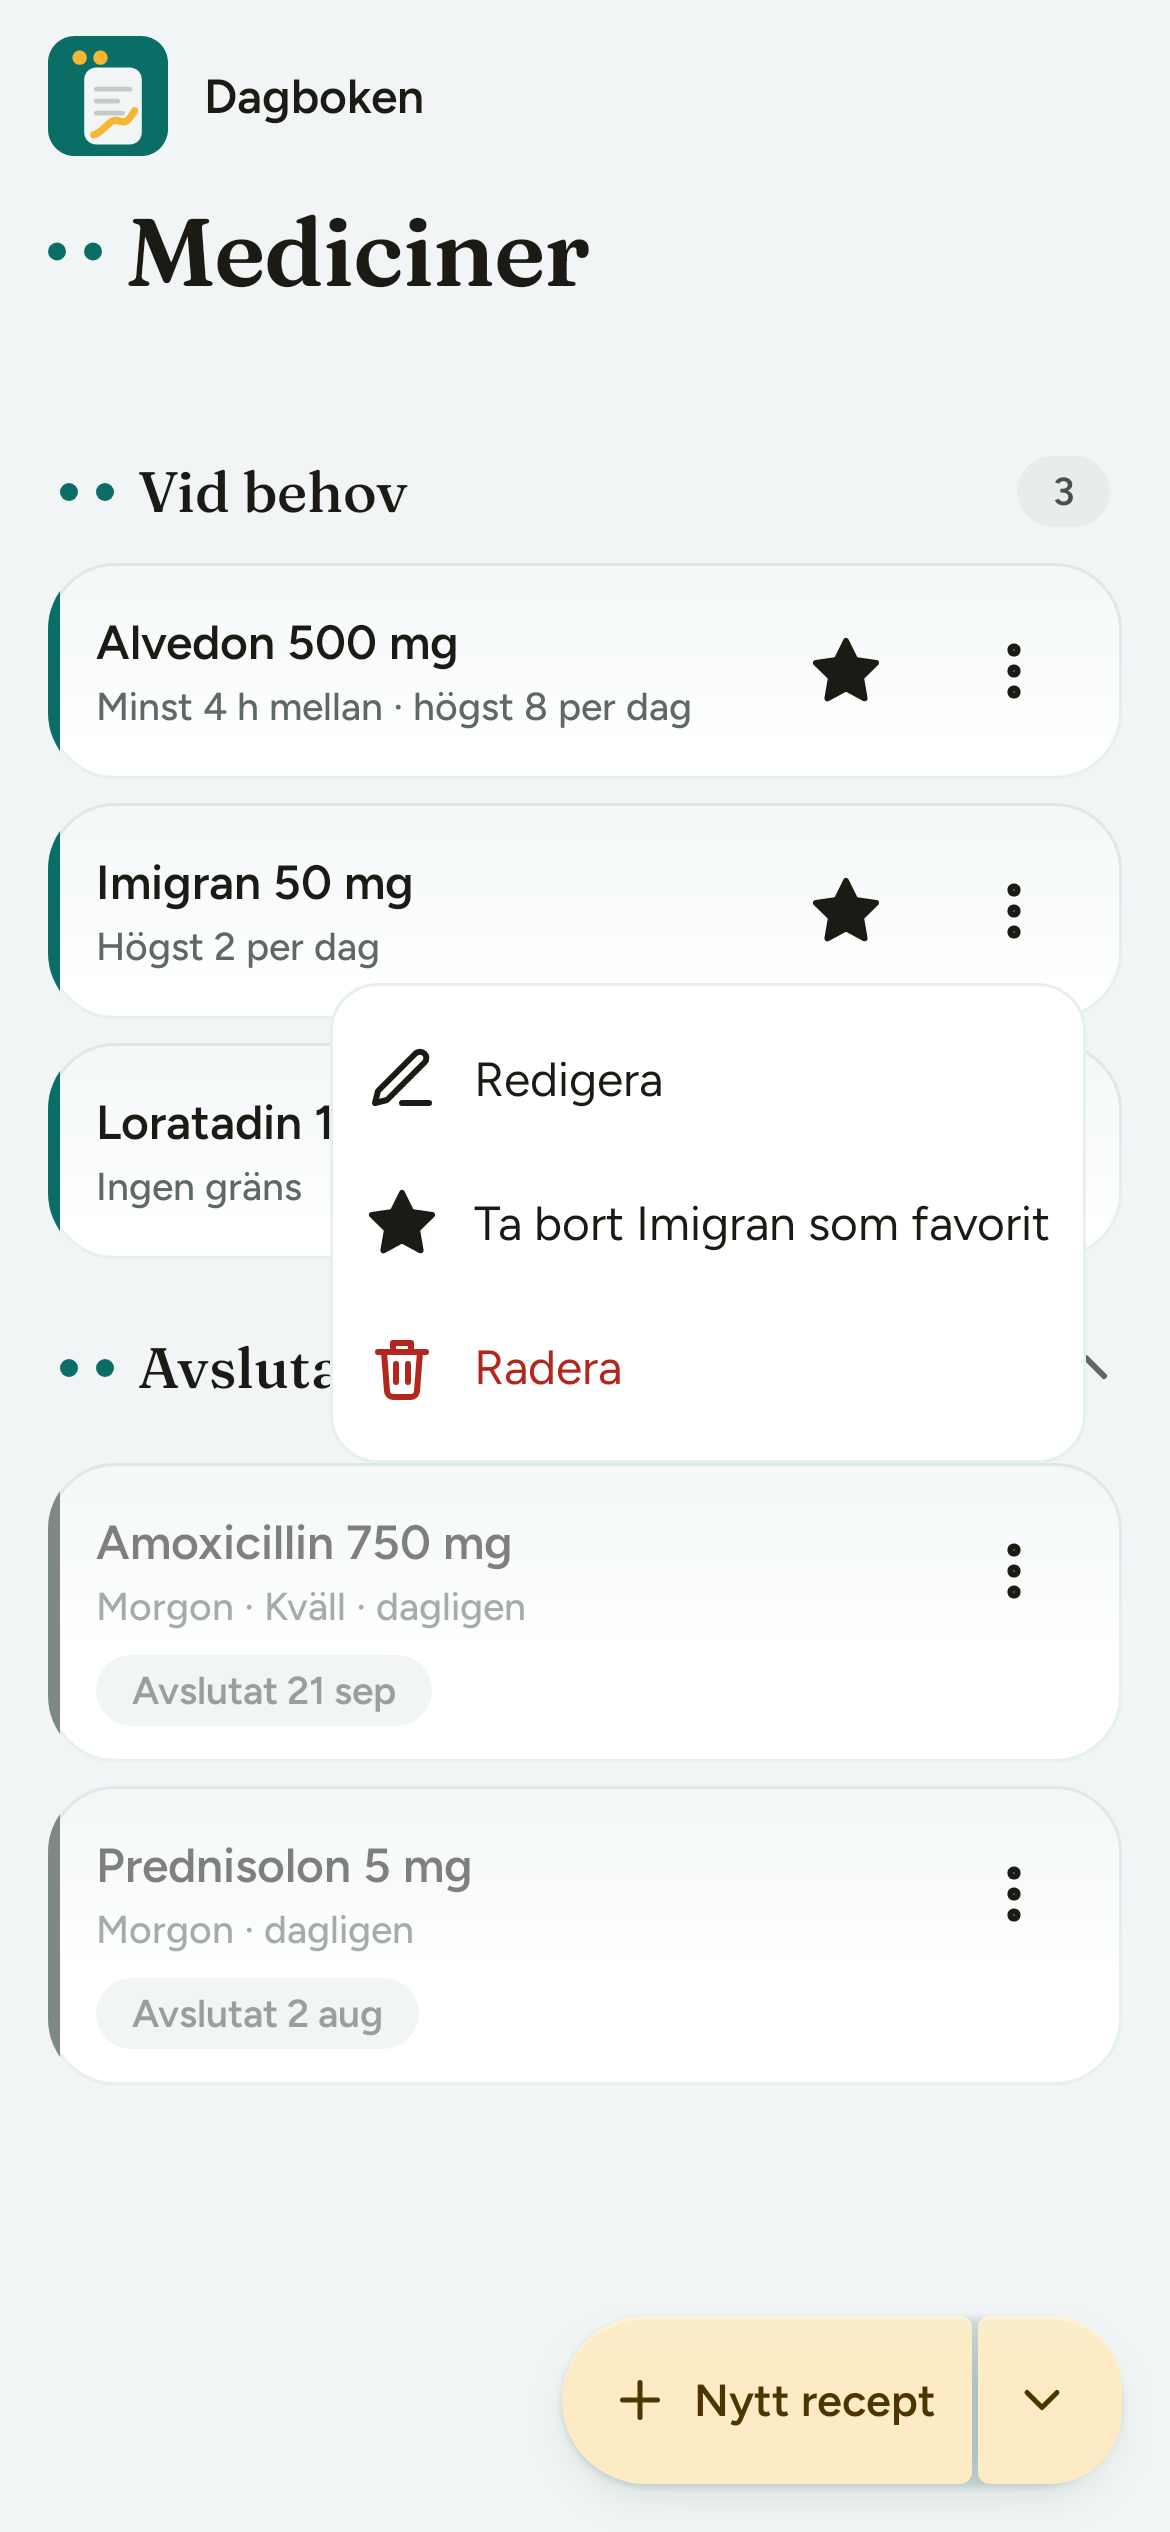 Dagboken
Mediciner
Vid behov
3
Alvedon 500 mg
Minst 4 h mellan · högst 8 per dag
Imigran 50 mg
Högst 2 per dag
Redigera
Loratadin
Ingen gräns
Ta bort Imigran som favorit
Radera
Amoxicillin 750 mg
Morgon · Kväll · dagligen
Avslutat 21 sep
Prednisolon 5 mg
Morgon · dagligen
Avslutat 2 aug
Nytt recept